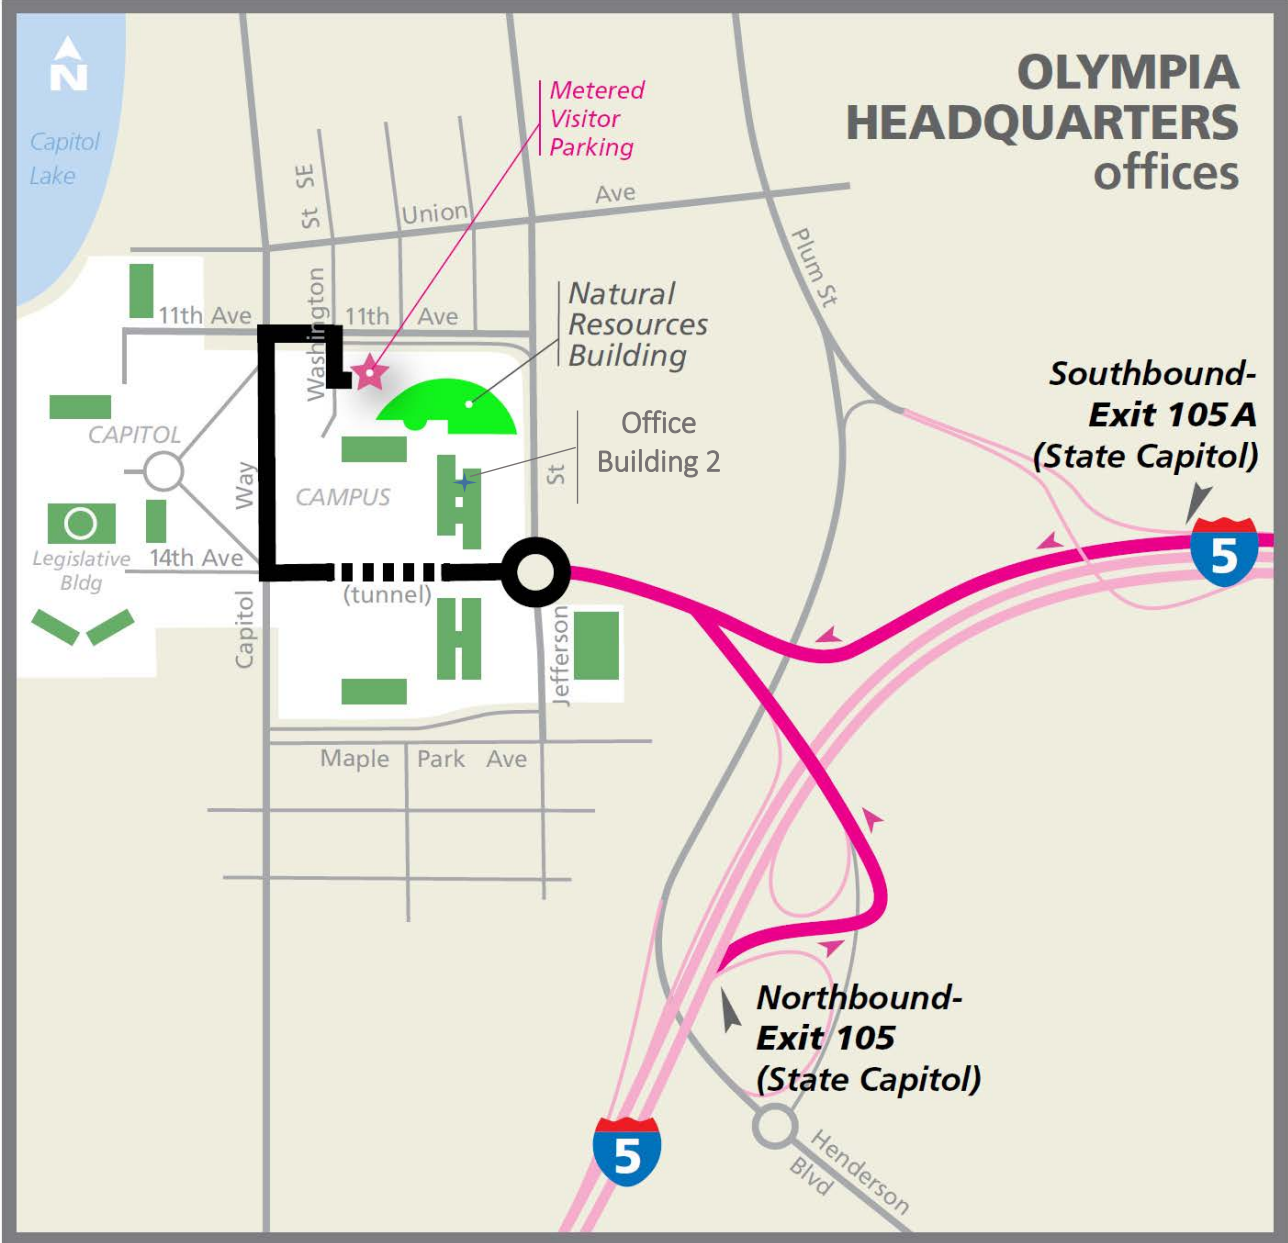 OLYMPIA
HEADQUARTERS
offices
N
Capitol
Lake
Metered
Visitor
Parking
Washington St SE
Union Ave
Plum St
11th Ave
11th Ave
Natural
Resources
Building
Southbound-
Exit 105 A
(State Capitol)
Office
Building 2
CAPITOL
CAMPUS
Capitol Way
Jefferson St
5
Legislative
Bldg
14th Ave
(tunnel)
Maple Park Ave
Northbound-
Exit 105
(State Capitol)
5
Henderson
Blvd